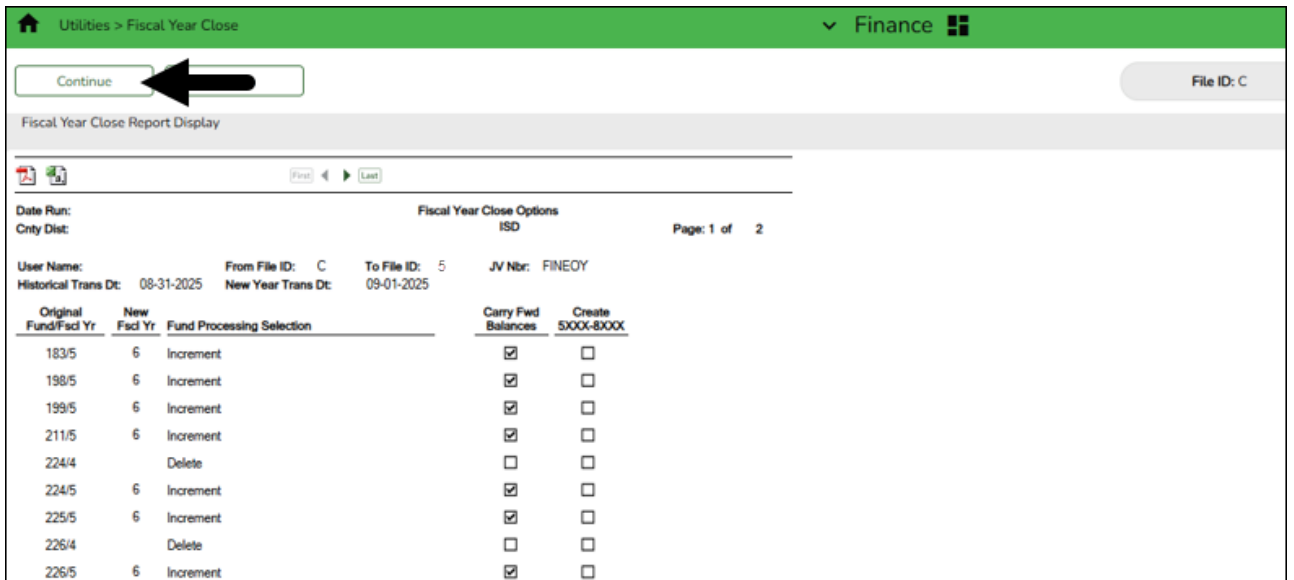 Utilities > Fiscal Year Close Finance
Continue File ID: C
Fiscal Year Close Report Display
First Last
Date Run: Fiscal Year Close Options
Cnty Dist: ISD Page: 1 of 2
User Name: From File ID: C To File ID: 5 JV Nbr: FINEOY
Historical Trans Dt: 08-31-2025 New Year Trans Dt: 09-01-2025
Original New Carry Fwd Create
Fund/Fscl Yr Fscl Yr Fund Processing Selection Balances 5XXX-8XXX
183/5 6 Increment
198/5 6 Increment
199/5 6 Increment
211/5 6 Increment
224/4 Delete
224/5 6 Increment
225/5 6 Increment
226/4 Delete
226/5 6 Increment